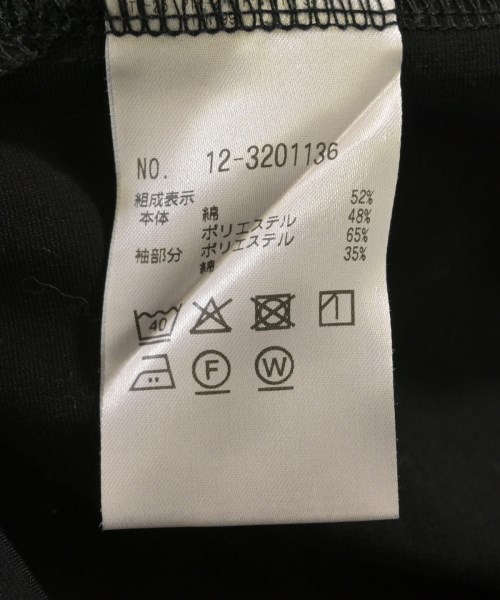 NO. 12-3201136
組成表示
本体 綿 52%
ポリエステル 48%
袖部分 ポリエステル 65%
綿 35%
40
F W